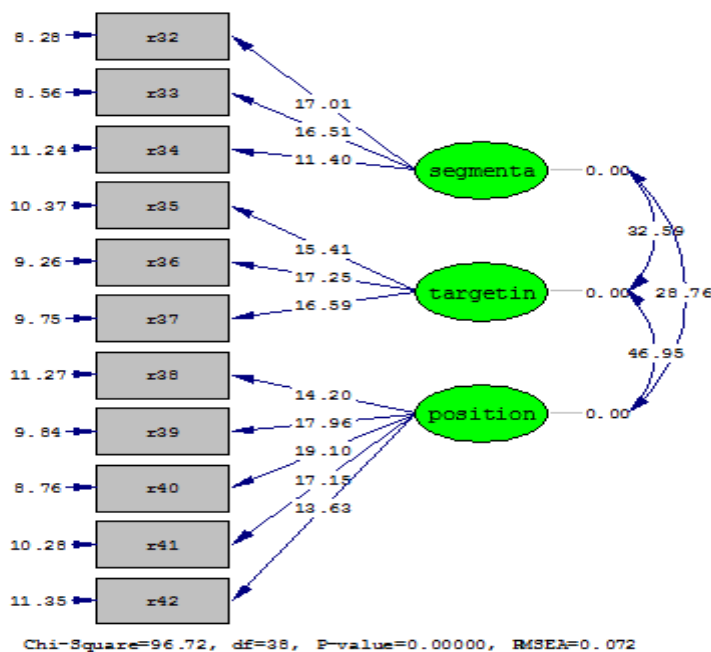 8.28 r32
8.56 r33
17.01
16.51
11.24 r34
11.40
segmenta 0.00
10.37 r35
15.41
32.59
9.26 r36
17.25
targetin 0.00 28.76
9.75 r37
16.59
46.95
11.27 r38
14.20
position 0.00
9.84 r39
17.96
19.10
8.76 r40
17.15
13.63
10.28 r41
11.35 r42
Chi-Square=96.72, df=38, P-value=0.00000, RMSEA=0.072